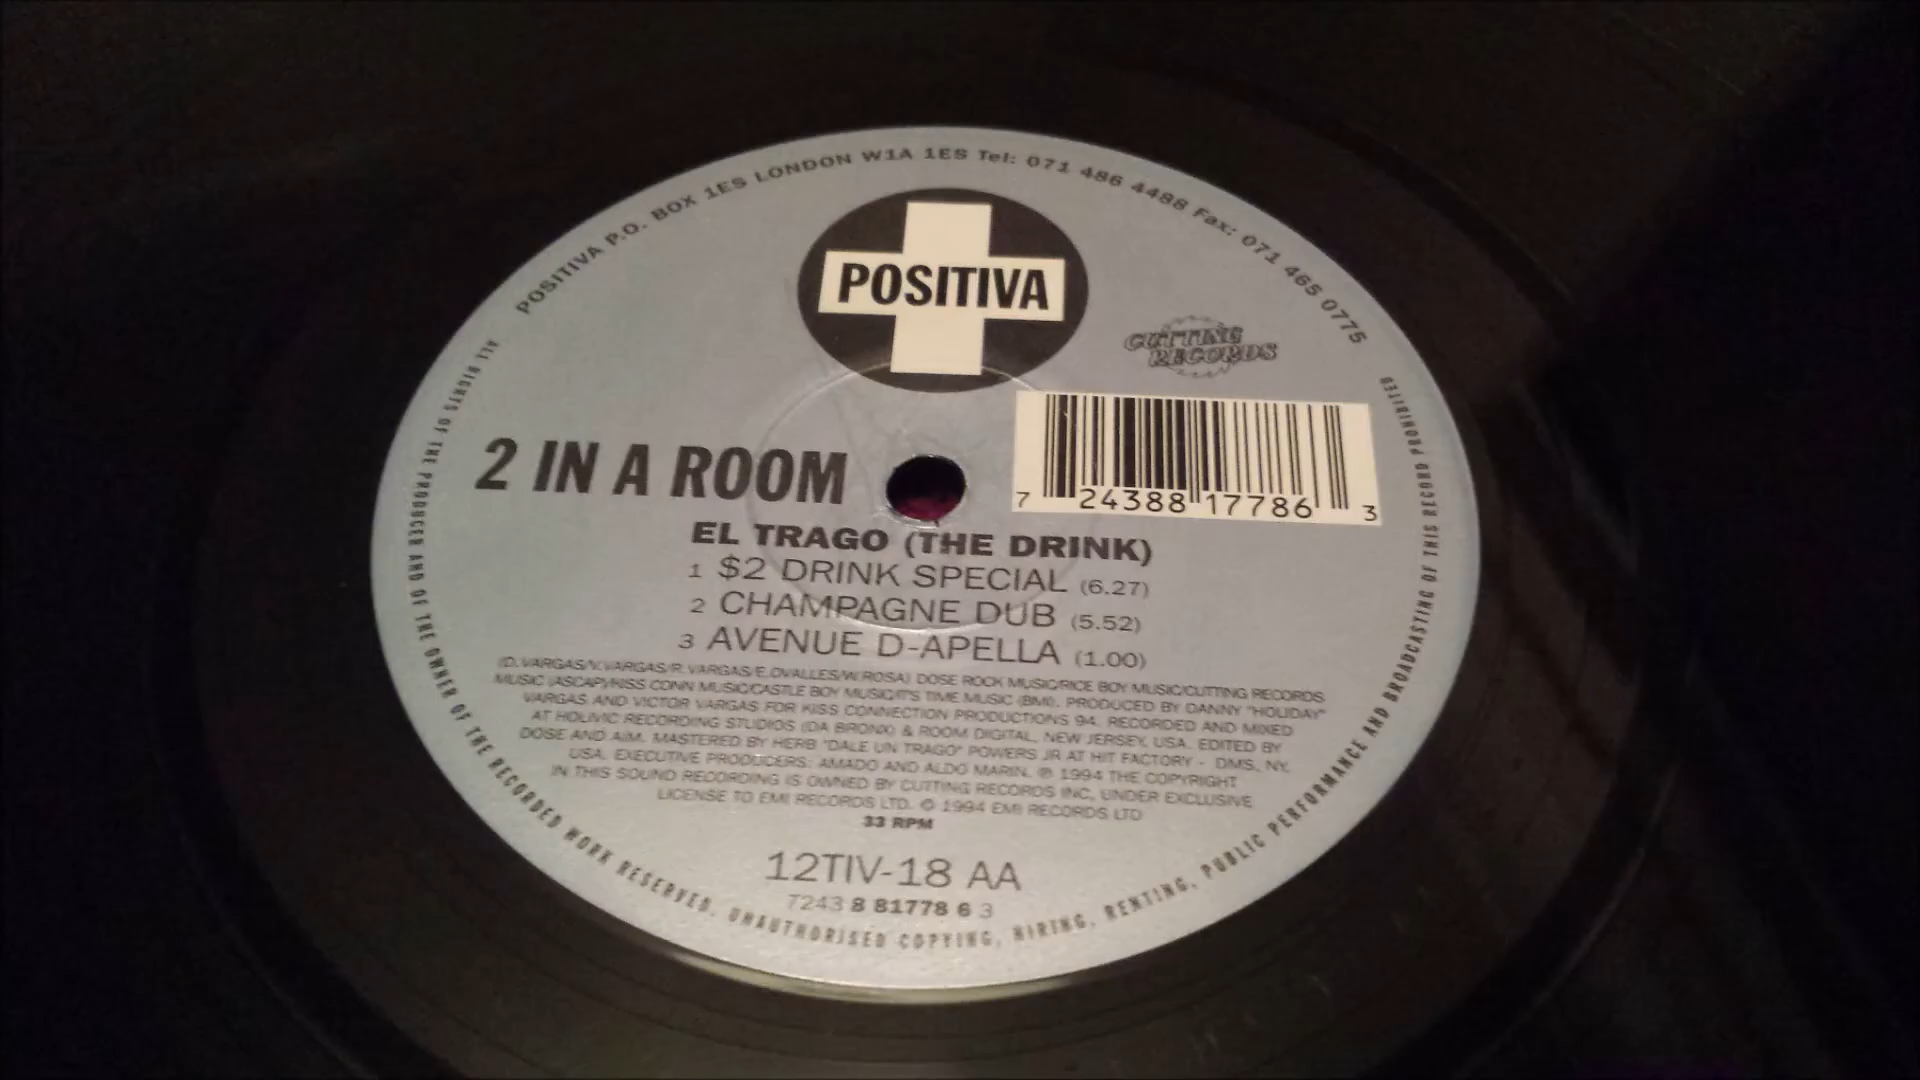 POSITIVA P.O. BOX 1ES LONDON W1A 1ES Tel: 071 486 4488 Fax: 071 465 0775
POSITIVA
CUTTING
RECORDS
7 24388 17786 3
2 IN A ROOM
EL TRAGO (THE DRINK)
1 $2 DRINK SPECIAL (6.27)
2 CHAMPAGNE DUB (5.52)
3 AVENUE D-APELLA (1.00)
(D.VARGAS/V.VARGAS/R.VARGAS/E.OVALLES/W.ROSA) DOSE ROCK MUSIC/RICE BOY MUSIC/CUTTING RECORDS
MUSIC (ASCAP)/KISS CONN MUSIC/CASTLE BOY MUSIC/IT'S TIME MUSIC (BMI). PRODUCED BY DANNY "HOLIDAY"
VARGAS AND VICTOR VARGAS FOR KISS CONNECTION PRODUCTIONS 94. RECORDED AND MIXED
AT HOLIVIC RECORDING STUDIOS (DA BRONX) & ROOM DIGITAL, NEW JERSEY, USA. EDITED BY
DOSE AND AIM. MASTERED BY HERB "DALE UN TRAGO" POWERS JR AT HIT FACTORY - DMS, NY,
USA. EXECUTIVE PRODUCERS: AMADO AND ALDO MARIN. ℗ 1994 THE COPYRIGHT
IN THIS SOUND RECORDING IS OWNED BY CUTTING RECORDS INC, UNDER EXCLUSIVE
LICENSE TO EMI RECORDS LTD. © 1994 EMI RECORDS LTD
33 RPM
12TIV-18 AA
7243 8 81778 6 3
ALL RIGHTS OF THE PRODUCER AND OF THE OWNER OF THE RECORDED WORK RESERVED. UNAUTHORISED COPYING, HIRING, RENTING, PUBLIC PERFORMANCE AND BROADCASTING OF THIS RECORD PROHIBITED